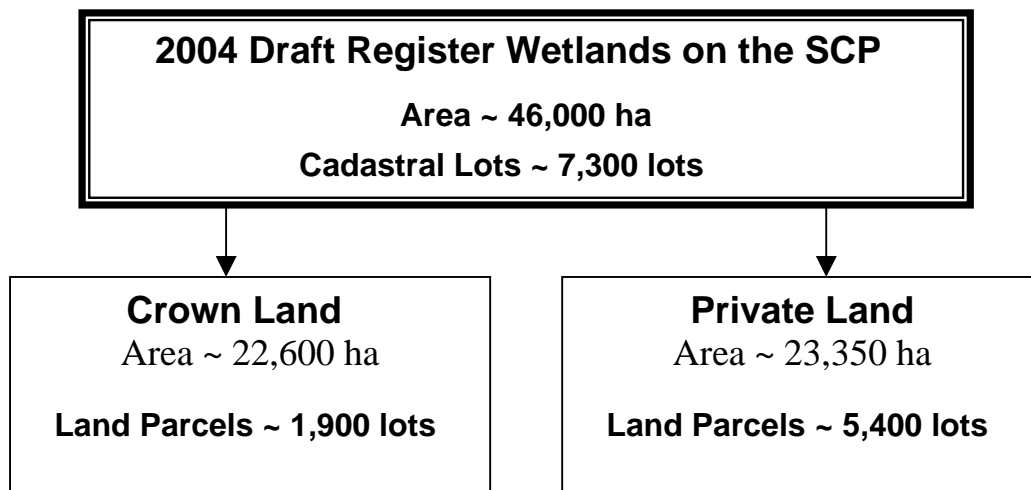 2004 Draft Register Wetlands on the SCP
Area ~ 46,000 ha
Cadastral Lots ~ 7,300 lots
Crown Land
Area ~ 22,600 ha
Land Parcels ~ 1,900 lots
Private Land
Area ~ 23,350 ha
Land Parcels ~ 5,400 lots